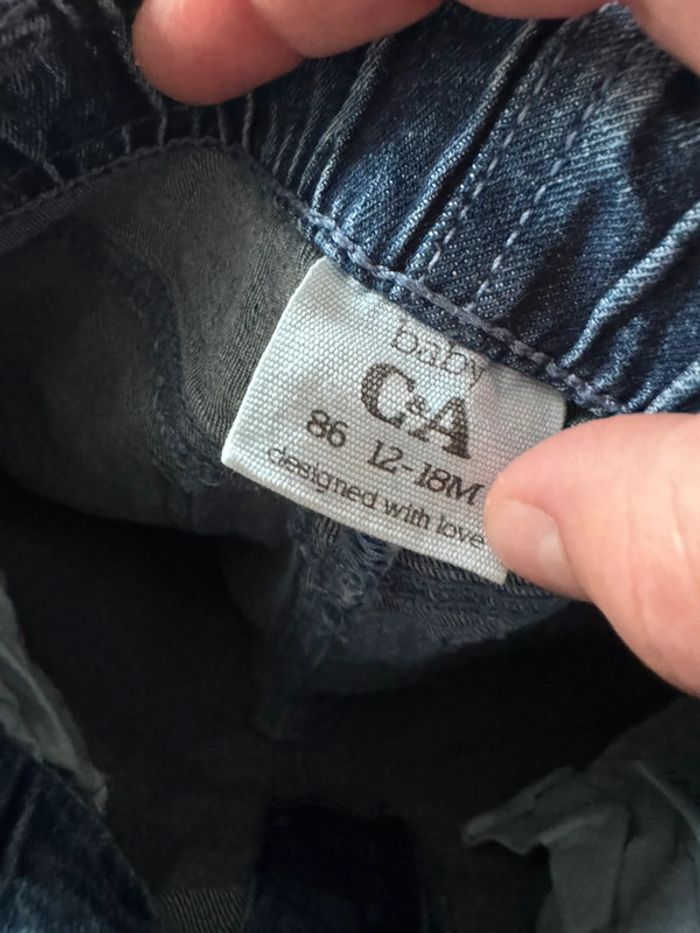 baby
C&A
86 12-18M
designed with love